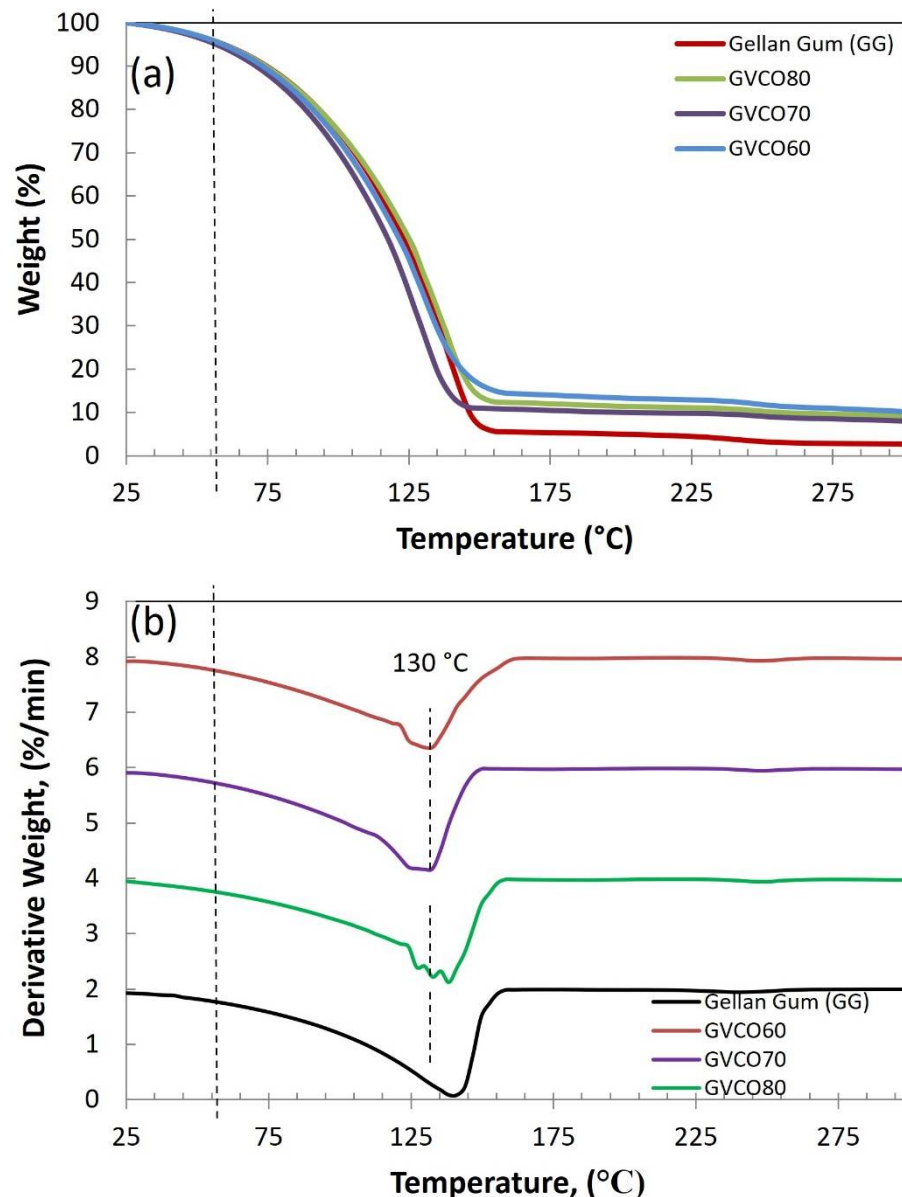 100
90
80
70
60
50
40
30
20
10
0
(a)
Gellan Gum (GG)
GVCO80
GVCO70
GVCO60
Weight (%)
25 75 125 175 225 275
Temperature (°C)
9
8
7
6
5
4
3
2
1
0
(b)
130 °C
Derivative Weight, (%/min)
Gellan Gum (GG)
GVCO60
GVCO70
GVCO80
25 75 125 175 225 275
Temperature, (°C)